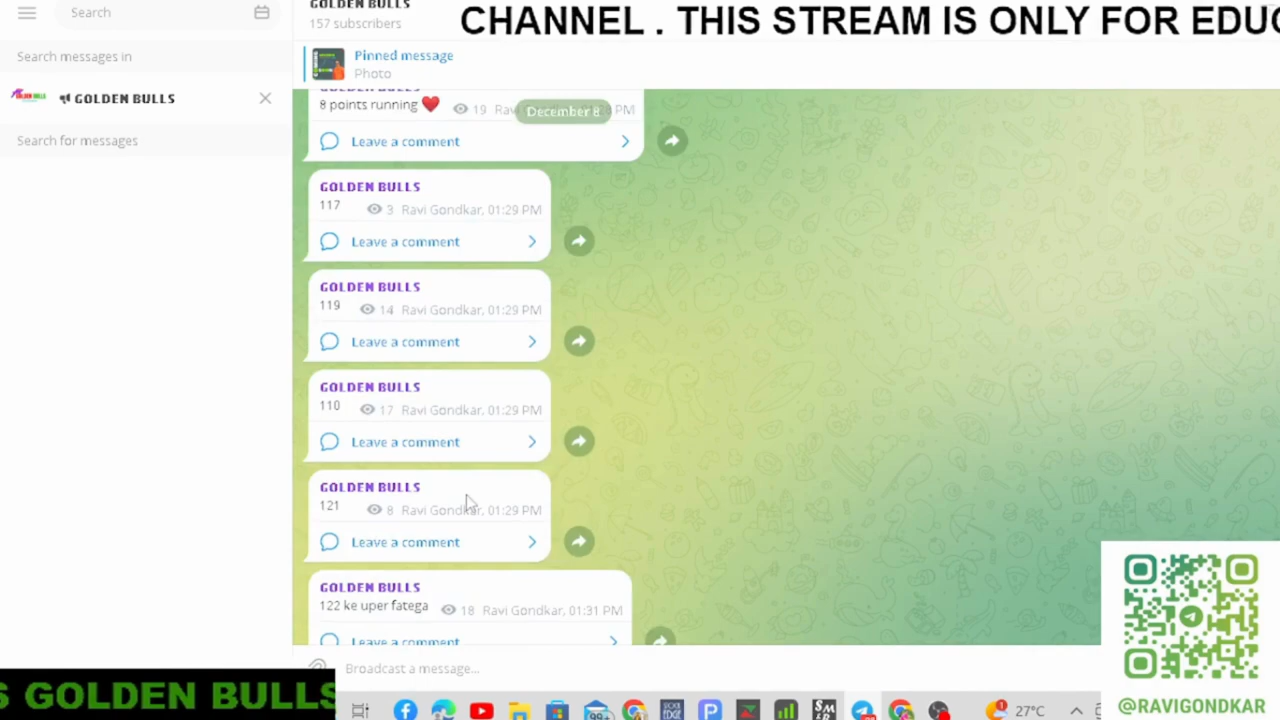 GOLDEN BULLS
157 subscribers
CHANNEL . THIS STREAM IS ONLY FOR EDUC
Search
Search messages in
GOLDEN BULLS
Search for messages
Pinned message
Photo
GOLDEN BULLS
8 points running ❤️ 19 Ravi
December 8
Leave a comment
GOLDEN BULLS
117 3 Ravi Gondkar, 01:29 PM
Leave a comment
GOLDEN BULLS
119 14 Ravi Gondkar, 01:29 PM
Leave a comment
GOLDEN BULLS
110 17 Ravi Gondkar, 01:29 PM
Leave a comment
GOLDEN BULLS
121 8 Ravi Gondkar, 01:29 PM
Leave a comment
GOLDEN BULLS
122 ke uper fatega 18 Ravi Gondkar, 01:31 PM
Leave a comment
Broadcast a message...
S GOLDEN BULLS
27°C
@RAVIGONDKAR